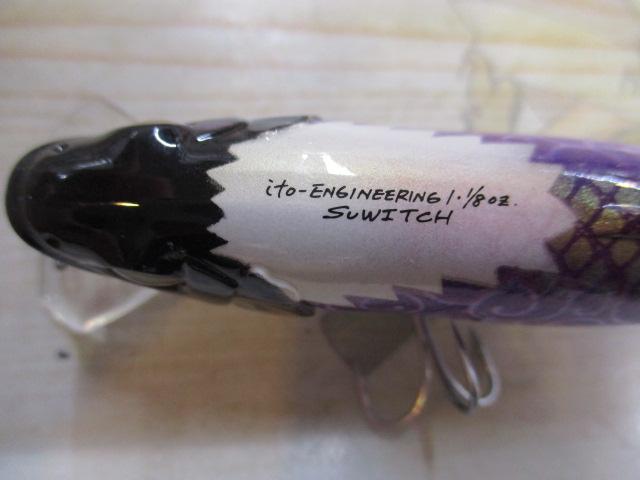 ito-ENGINEERING 1・1/8oz.
SUWITCH